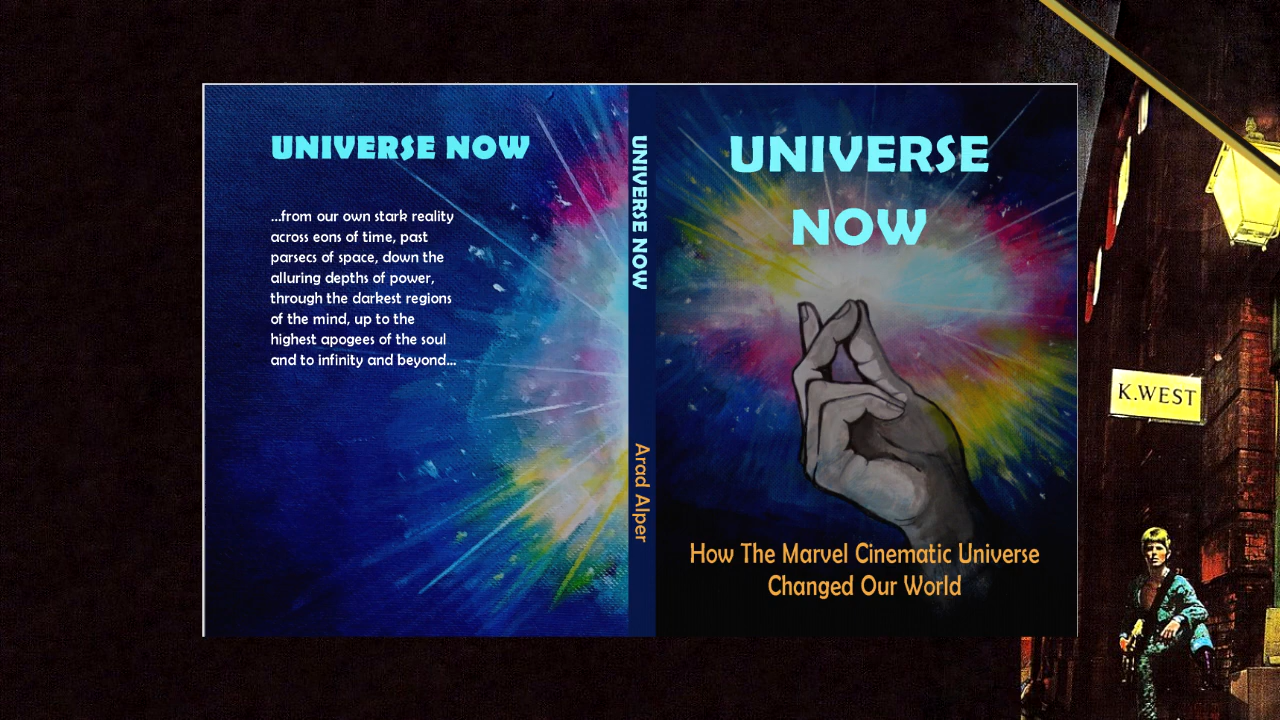 UNIVERSE NOW
...from our own stark reality
across eons of time, past
parsecs of space, down the
alluring depths of power,
through the darkest regions
of the mind, up to the
highest apogees of the soul
and to infinity and beyond...
UNIVERSE NOW
Arad Alper
UNIVERSE
NOW
How The Marvel Cinematic Universe
Changed Our World
K.WEST